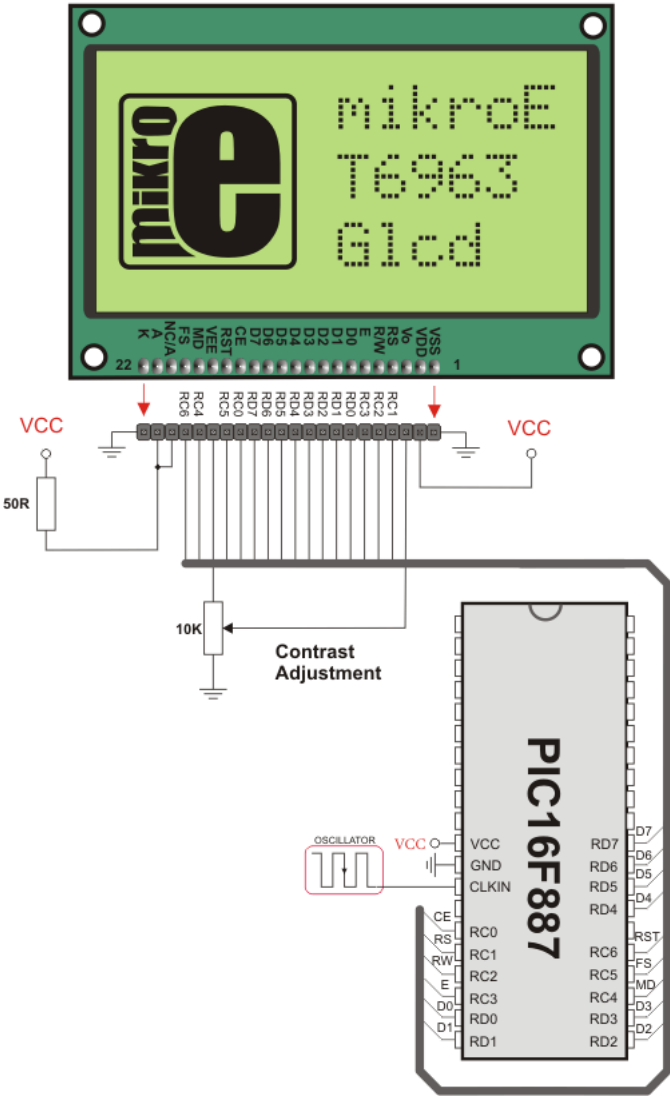 mikro e
mikroE
T6963
Glcd
K A NC/A FS MD VEE RST CE D7 D6 D5 D4 D3 D2 D1 D0 E R/W RS Vo VDD VSS
22 1
RC6 RC4 RC5 RC0 RD7 RD6 RD5 RD4 RD3 RD2 RD1 RD0 RC3 RC2 RC1
VCC VCC
50R
10K
Contrast
Adjustment
PIC16F887
OSCILLATOR
VCC VCC RD7 D7
GND RD6 D6
CLKIN RD5 D5
RD4 D4
CE RC0
RS RC1 RC6 RST
RW RC2 RC5 FS
E RC3 RC4 MD
D0 RD0 RD3 D3
D1 RD1 RD2 D2